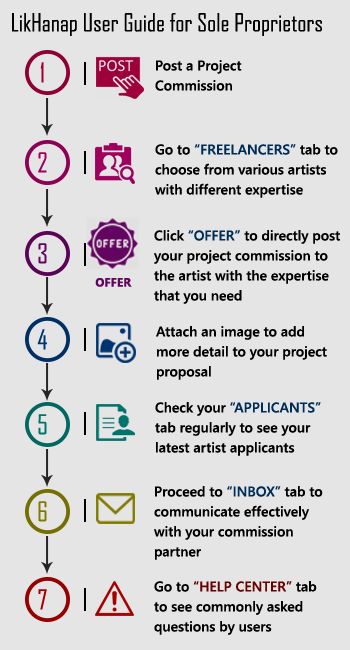 LikHanap User Guide for Sole Proprietors
1
POST
Post a Project
Commission
2
Go to “FREELANCERS” tab to
choose from various artists
with different expertise
3
OFFER
OFFER
Click “OFFER” to directly post
your project commission to
the artist with the expertise
that you need
4
Attach an image to add
more detail to your project
proposal
5
Check your “APPLICANTS”
tab regularly to see your
latest artist applicants
6
Proceed to “INBOX” tab to
communicate effectively
with your commission
partner
7
Go to “HELP CENTER” tab
to see commonly asked
questions by users